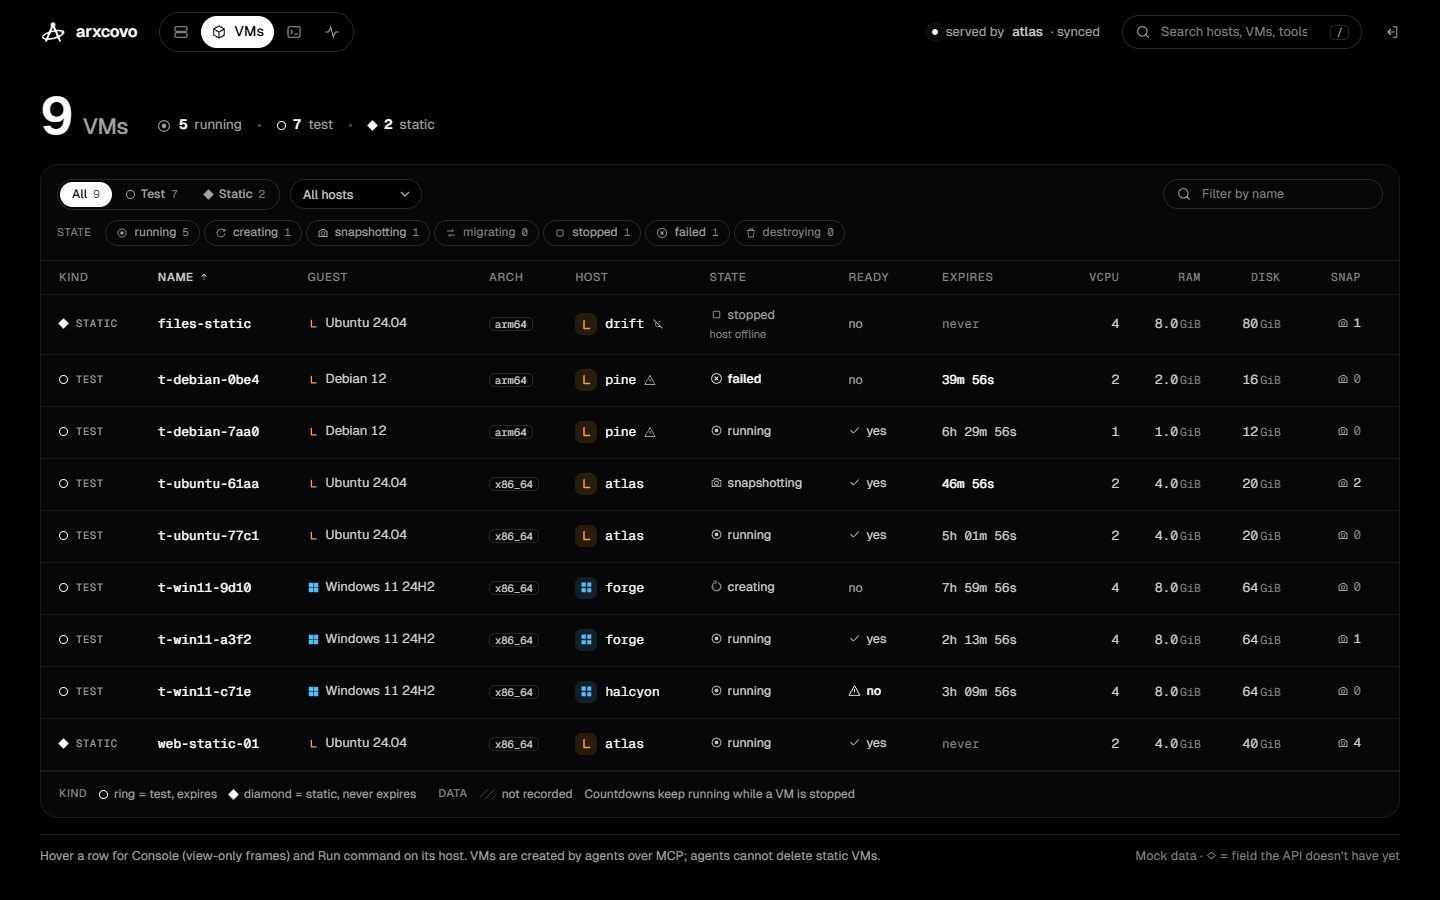 arxcovo VMs served by atlas · synced Search hosts, VMs, tools /
9 VMs 5 running · 7 test · 2 static
All 9 Test 7 Static 2 All hosts Filter by name
STATE running 5 creating 1 snapshotting 1 migrating 0 stopped 1 failed 1 destroying 0
KIND NAME ↑ GUEST ARCH HOST STATE READY EXPIRES VCPU RAM DISK SNAP
STATIC files-static L Ubuntu 24.04 arm64 L drift stopped no never 4 8.0 GiB 80 GiB 1
host offline
TEST t-debian-0be4 L Debian 12 arm64 L pine failed no 39m 56s 2 2.0 GiB 16 GiB 0
TEST t-debian-7aa0 L Debian 12 arm64 L pine running yes 6h 29m 56s 1 1.0 GiB 12 GiB 0
TEST t-ubuntu-61aa L Ubuntu 24.04 x86_64 L atlas snapshotting yes 46m 56s 2 4.0 GiB 20 GiB 2
TEST t-ubuntu-77c1 L Ubuntu 24.04 x86_64 L atlas running yes 5h 01m 56s 2 4.0 GiB 20 GiB 0
TEST t-win11-9d10 Windows 11 24H2 x86_64 forge creating no 7h 59m 56s 4 8.0 GiB 64 GiB 0
TEST t-win11-a3f2 Windows 11 24H2 x86_64 forge running yes 2h 13m 56s 4 8.0 GiB 64 GiB 1
TEST t-win11-c71e Windows 11 24H2 x86_64 halcyon running no 3h 09m 56s 4 8.0 GiB 64 GiB 0
STATIC web-static-01 L Ubuntu 24.04 x86_64 L atlas running yes never 2 4.0 GiB 40 GiB 4
KIND ring = test, expires diamond = static, never expires DATA not recorded Countdowns keep running while a VM is stopped
Hover a row for Console (view-only frames) and Run command on its host. VMs are created by agents over MCP; agents cannot delete static VMs. Mock data · ◇ = field the API doesn't have yet